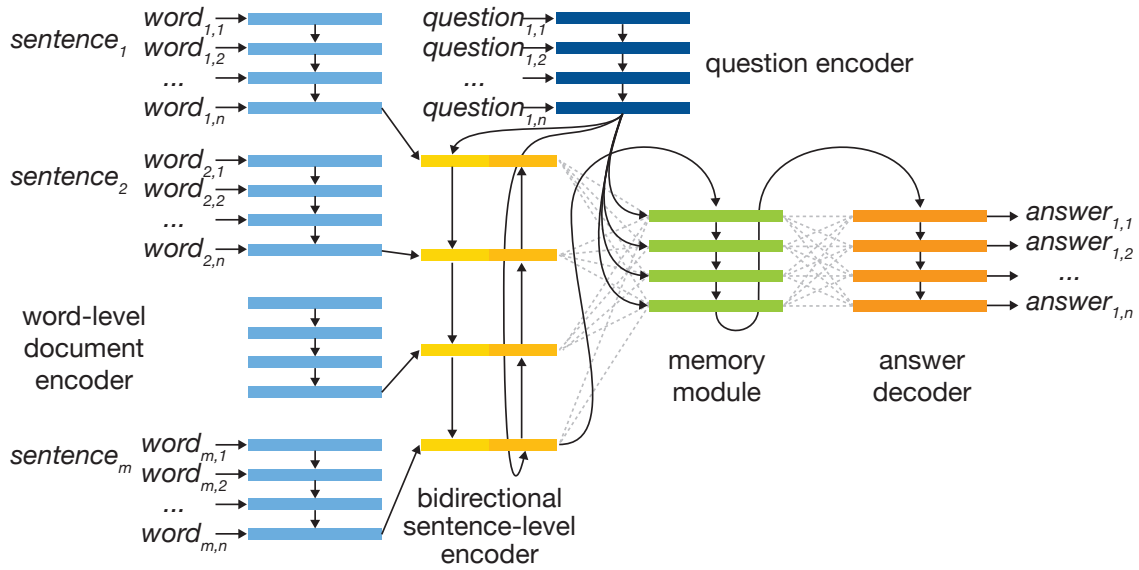 sentence₁
word₁,₁
word₁,₂
...
word₁,ₙ
question₁,₁
question₁,₂
...
question₁,ₙ
question encoder
sentence₂
word₂,₁
word₂,₂
...
word₂,ₙ
word-level
document
encoder
sentenceₘ
wordₘ,₁
wordₘ,₂
...
wordₘ,ₙ
bidirectional
sentence-level
encoder
memory
module
answer
decoder
answer₁,₁
answer₁,₂
...
answer₁,ₙ